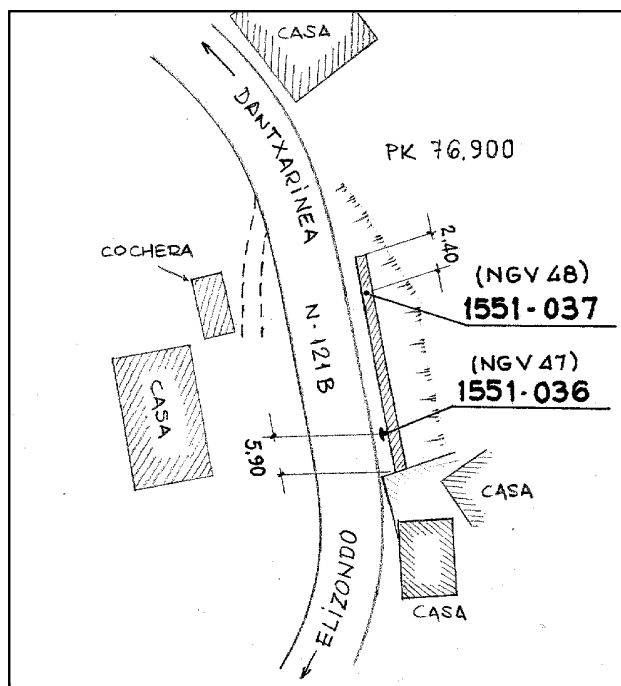 CASA
DANTXARINEA
PK 76,900
COCHERA
2,40
(NGV 48)
1551-037
N-121B
(NGV 47)
1551-036
CASA
5,90
CASA
ELIZONDO
CASA